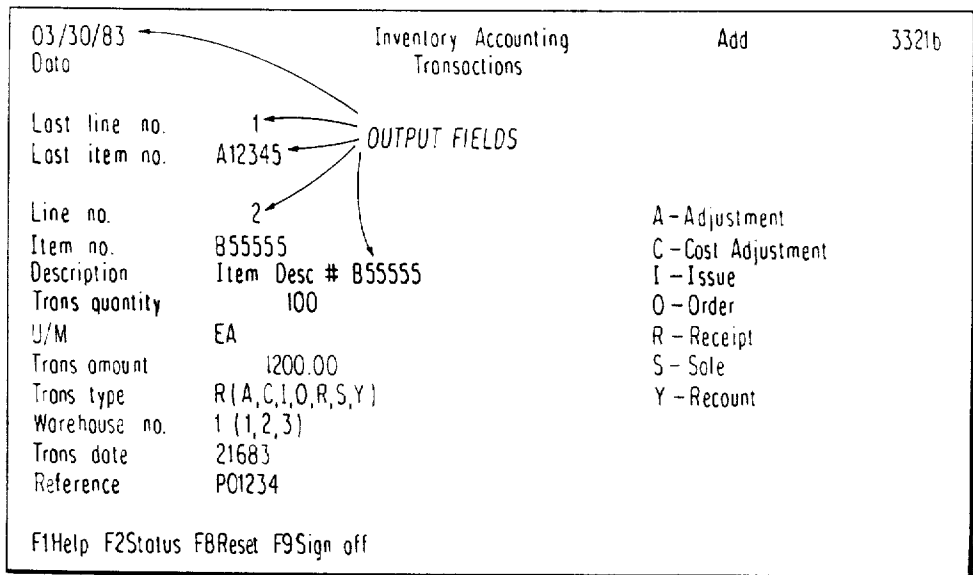 03/30/83 Inventory Accounting Add 3321b
Data Transactions
Last line no. 1
OUTPUT FIELDS
Last item no. A12345
Line no. 2 A-Adjustment
Item no. B55555 C-Cost Adjustment
Description Item Desc # B55555 I-Issue
Trans quantity 100 O-Order
U/M EA R-Receipt
Trans amount 1200.00 S-Sale
Trans type R(A,C,I,O,R,S,Y) Y-Recount
Warehouse no. 1 (1,2,3)
Trans date 21683
Reference PO1234
F1Help F2Status F8Reset F9Sign off